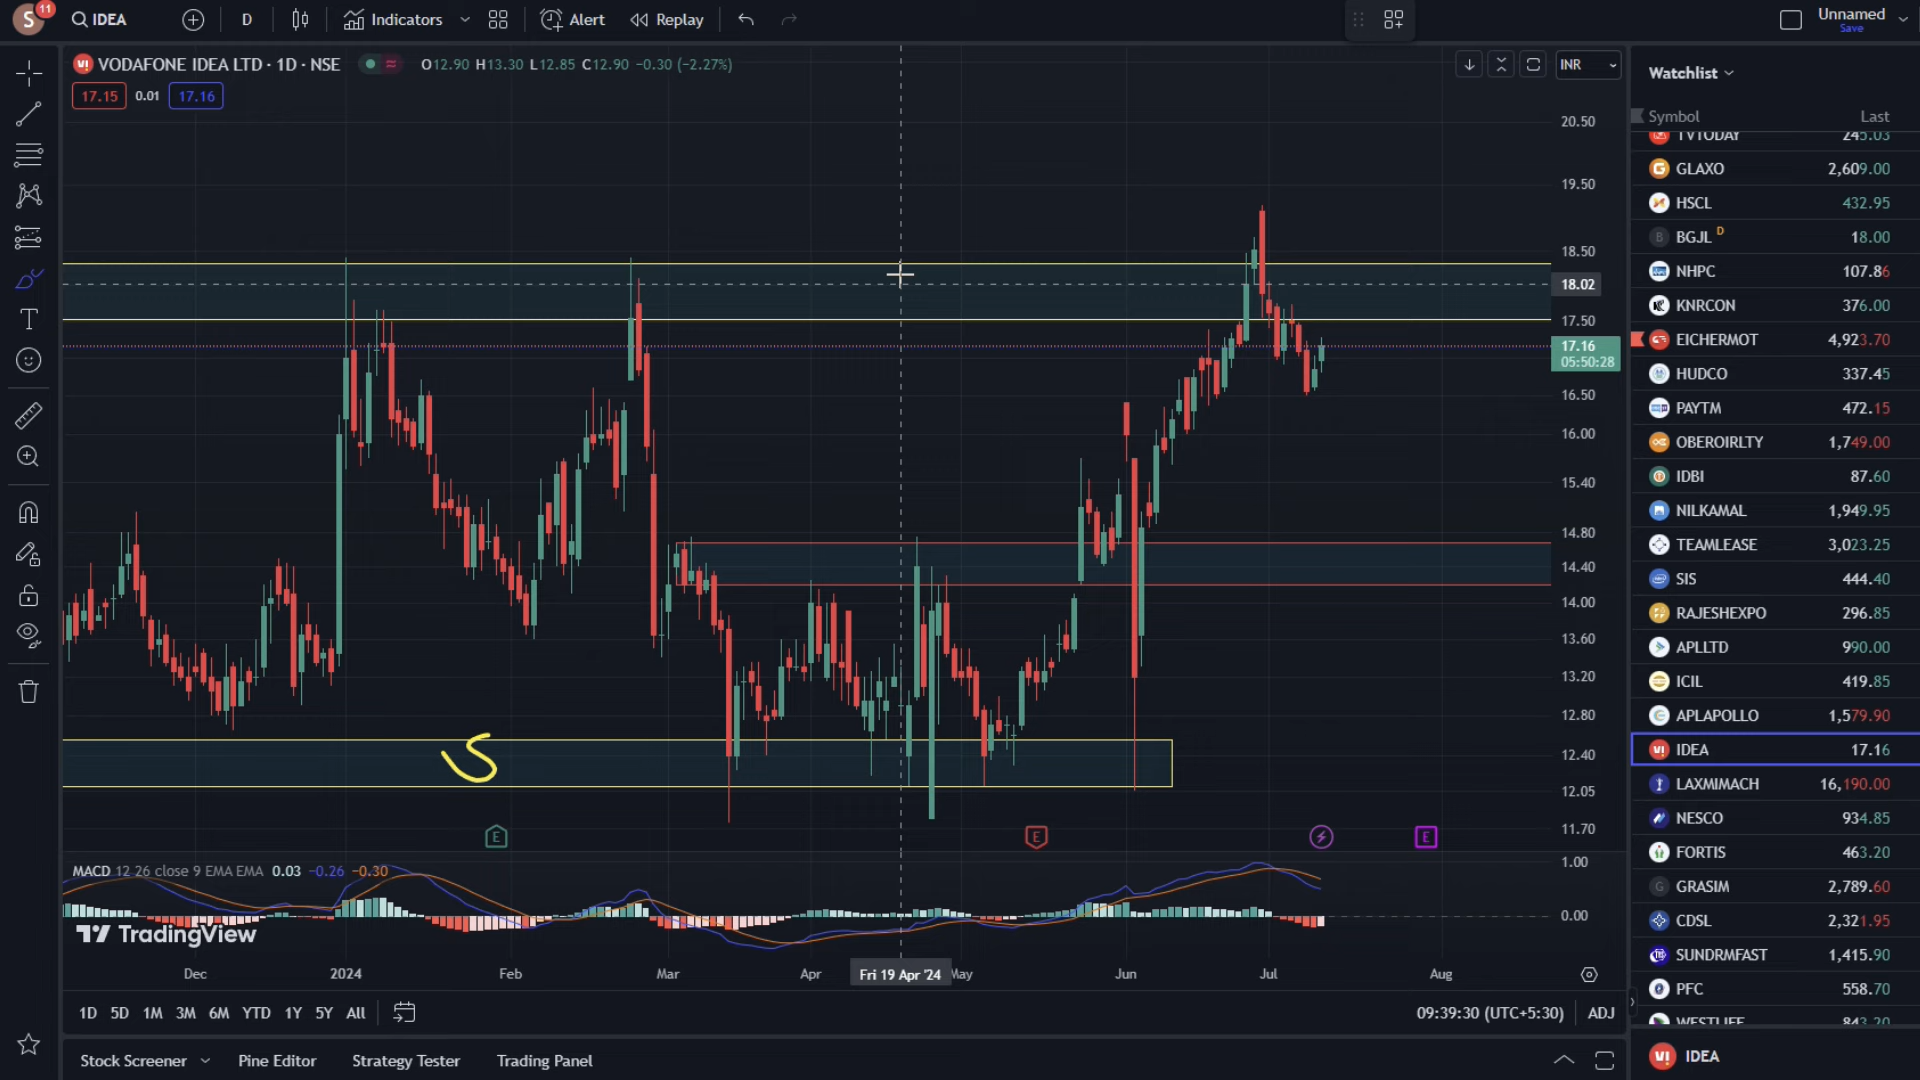 S
11
IDEA
D
Indicators
Alert
Replay
Unnamed
Save
VODAFONE IDEA LTD · 1D · NSE
O12.90 H13.30 L12.85 C12.90 −0.30 (−2.27%)
17.15
0.01
17.16
INR
20.50
19.50
18.50
18.02
17.50
17.16
05:50:28
16.50
16.00
15.40
14.80
14.40
14.00
13.60
13.20
12.80
12.40
12.05
11.70
S
E
E
E
MACD 12 26 close 9 EMA EMA 0.03 −0.26 −0.30
1.00
0.00
TradingView
Dec
2024
Feb
Mar
Apr
Fri 19 Apr '24
May
Jun
Jul
Aug
1D 5D 1M 3M 6M YTD 1Y 5Y All
09:39:30 (UTC+5:30)
ADJ
Stock Screener
Pine Editor
Strategy Tester
Trading Panel
Watchlist
Symbol Last
TVTODAY 245.03
GLAXO 2,609.00
HSCL 432.95
B BGJL D 18.00
NHPC 107.86
KNRCON 376.00
EICHERMOT 4,923.70
HUDCO 337.45
PAYTM 472.15
OBEROIRLTY 1,749.00
IDBI 87.60
NILKAMAL 1,949.95
TEAMLEASE 3,023.25
SIS 444.40
RAJESHEXPO 296.85
APLLTD 990.00
ICIL 419.85
APLAPOLLO 1,579.90
IDEA 17.16
LAXMIMACH 16,190.00
NESCO 934.85
FORTIS 463.20
G GRASIM 2,789.60
CDSL 2,321.95
SUNDRMFAST 1,415.90
PFC 558.70
WESTLIFE 843.20
IDEA